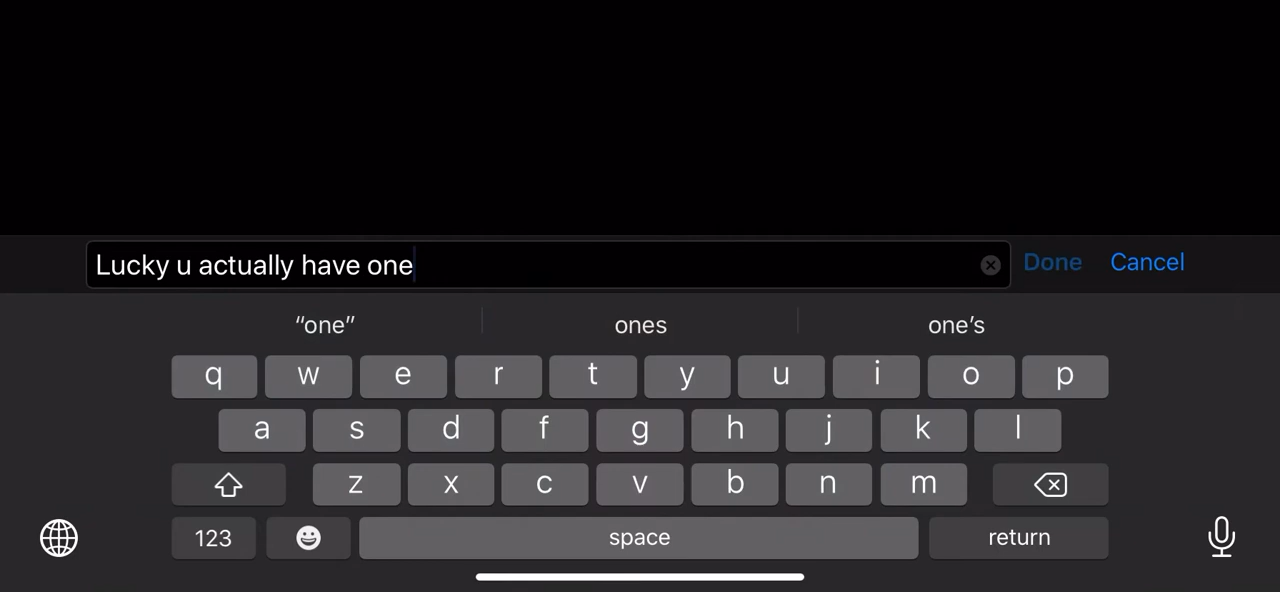 Lucky u actually have one
Done Cancel
“one” ones one’s
q w e r t y u i o p
a s d f g h j k l
z x c v b n m
123 space return